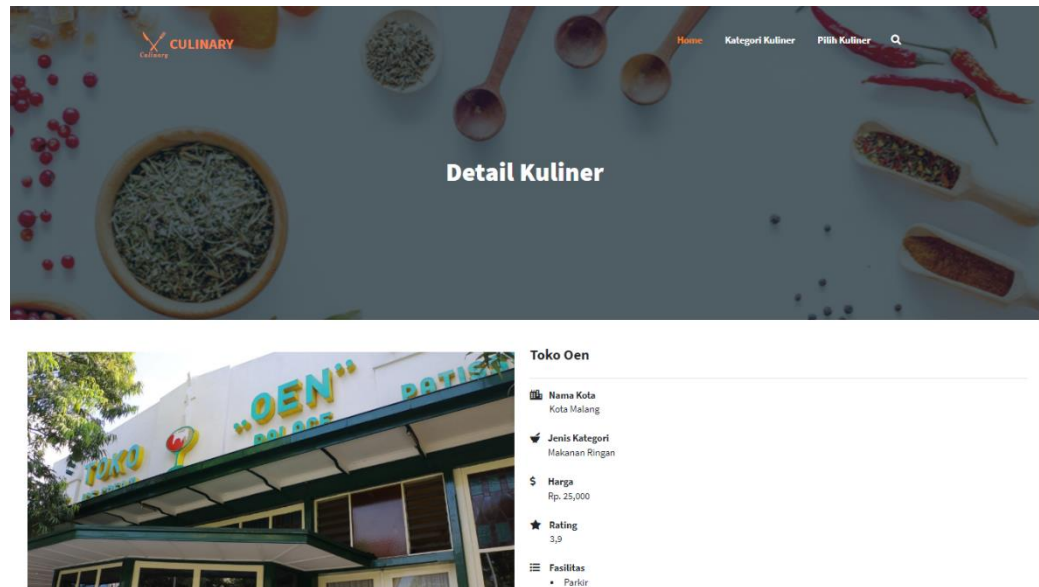 CULINARY
Culinary
Home Kategori Kuliner Pilih Kuliner
Detail Kuliner
Toko Oen
"OEN" PATISS
TOKO
Nama Kota
Kota Malang
Jenis Kategori
Makanan Ringan
Harga
Rp. 25,000
Rating
3,9
Fasilitas
• Parkir